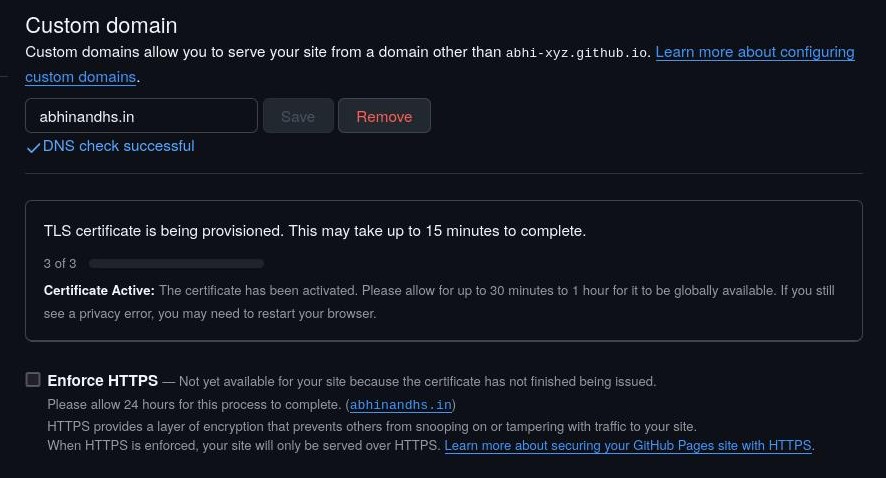 Custom domain
Custom domains allow you to serve your site from a domain other than abhi-xyz.github.io. Learn more about configuring
custom domains.
abhinandhs.in Save Remove
DNS check successful
TLS certificate is being provisioned. This may take up to 15 minutes to complete.
3 of 3
Certificate Active: The certificate has been activated. Please allow for up to 30 minutes to 1 hour for it to be globally available. If you still
see a privacy error, you may need to restart your browser.
Enforce HTTPS — Not yet available for your site because the certificate has not finished being issued.
Please allow 24 hours for this process to complete. (abhinandhs.in)
HTTPS provides a layer of encryption that prevents others from snooping on or tampering with traffic to your site.
When HTTPS is enforced, your site will only be served over HTTPS. Learn more about securing your GitHub Pages site with HTTPS.